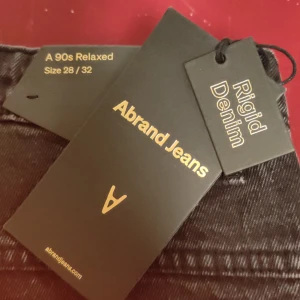 A 90s Relaxed
Size 28 / 32
Abrand Jeans
A
abrandjeans.com
Rigid
Denim